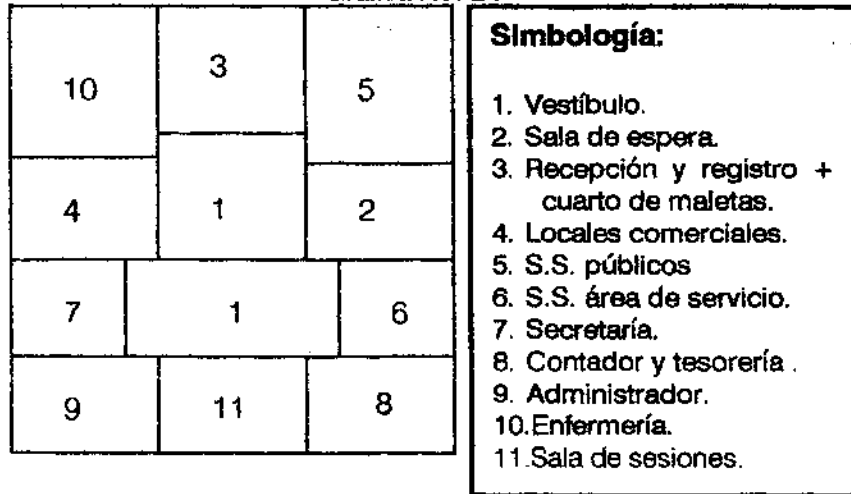 10 3 5
4 1 2
7 1 6
9 11 8
Simbología:
1. Vestíbulo.
2. Sala de espera.
3. Recepción y registro +
cuarto de maletas.
4. Locales comerciales.
5. S.S. públicos
6. S.S. área de servicio.
7. Secretaría.
8. Contador y tesorería .
9. Administrador.
10.Enfermería.
11.Sala de sesiones.